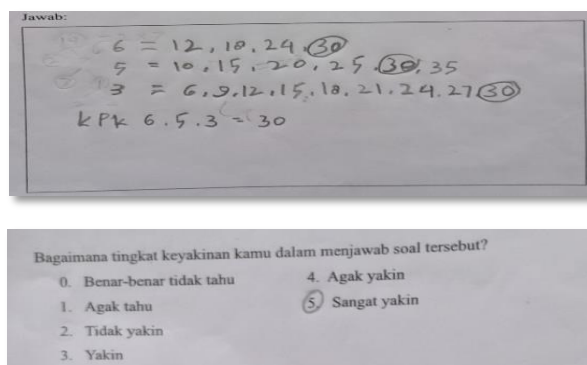 Jawab:
6 = 12, 18, 24, 30
5 = 10, 15, 20, 25, 30, 35
3 = 6, 9, 12, 15, 18, 21, 24, 27, 30
KPK 6.5.3 = 30
Bagaimana tingkat keyakinan kamu dalam menjawab soal tersebut?
0. Benar-benar tidak tahu
1. Agak tahu
2. Tidak yakin
3. Yakin
4. Agak yakin
5. Sangat yakin